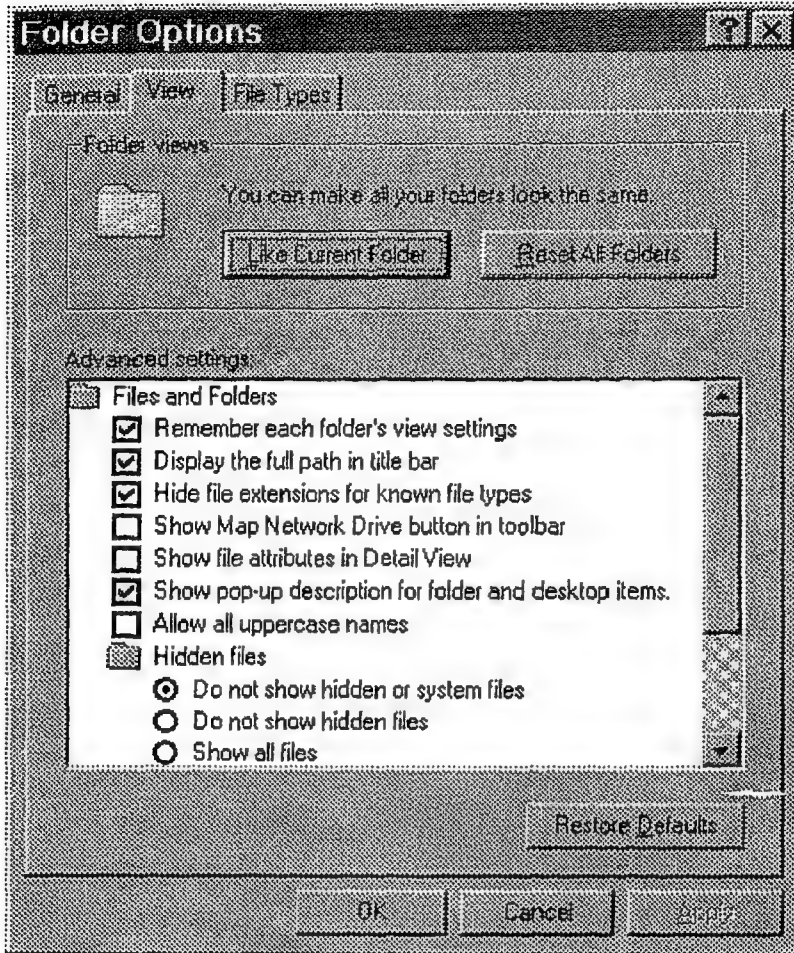 Folder Options
General View File Types
Folder views
You can make all your folders look the same.
Like Current Folder Reset All Folders
Advanced settings:
Files and Folders
Remember each folder's view settings
Display the full path in title bar
Hide file extensions for known file types
Show Map Network Drive button in toolbar
Show file attributes in Detail View
Show pop-up description for folder and desktop items.
Allow all uppercase names
Hidden files
Do not show hidden or system files
Do not show hidden files
Show all files
Restore Defaults
OK Cancel Apply